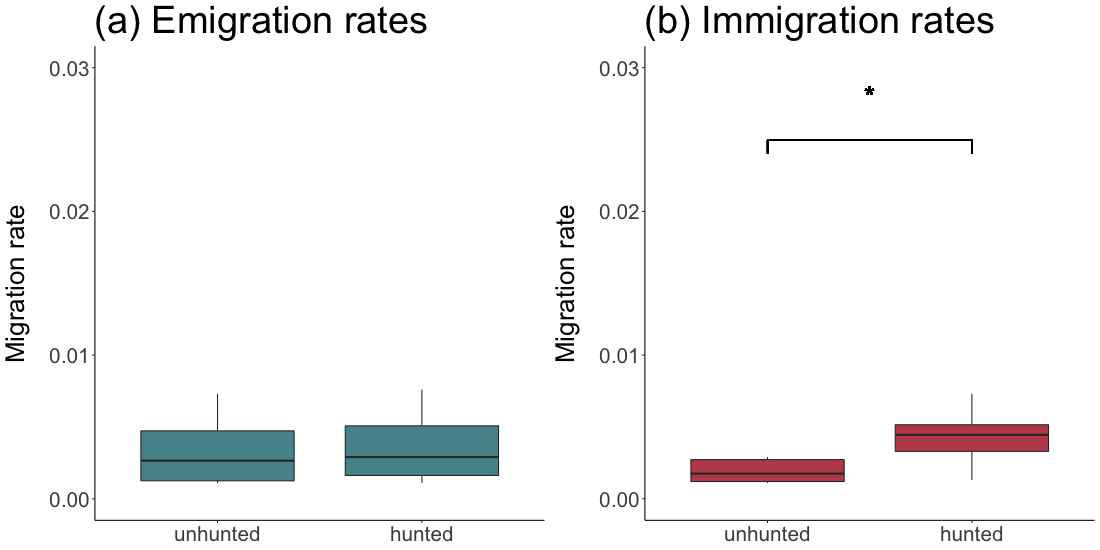 (a) Emigration rates
0.03
0.02
0.01
0.00
Migration rate
unhunted hunted
(b) Immigration rates
*
0.03
0.02
0.01
0.00
Migration rate
unhunted hunted